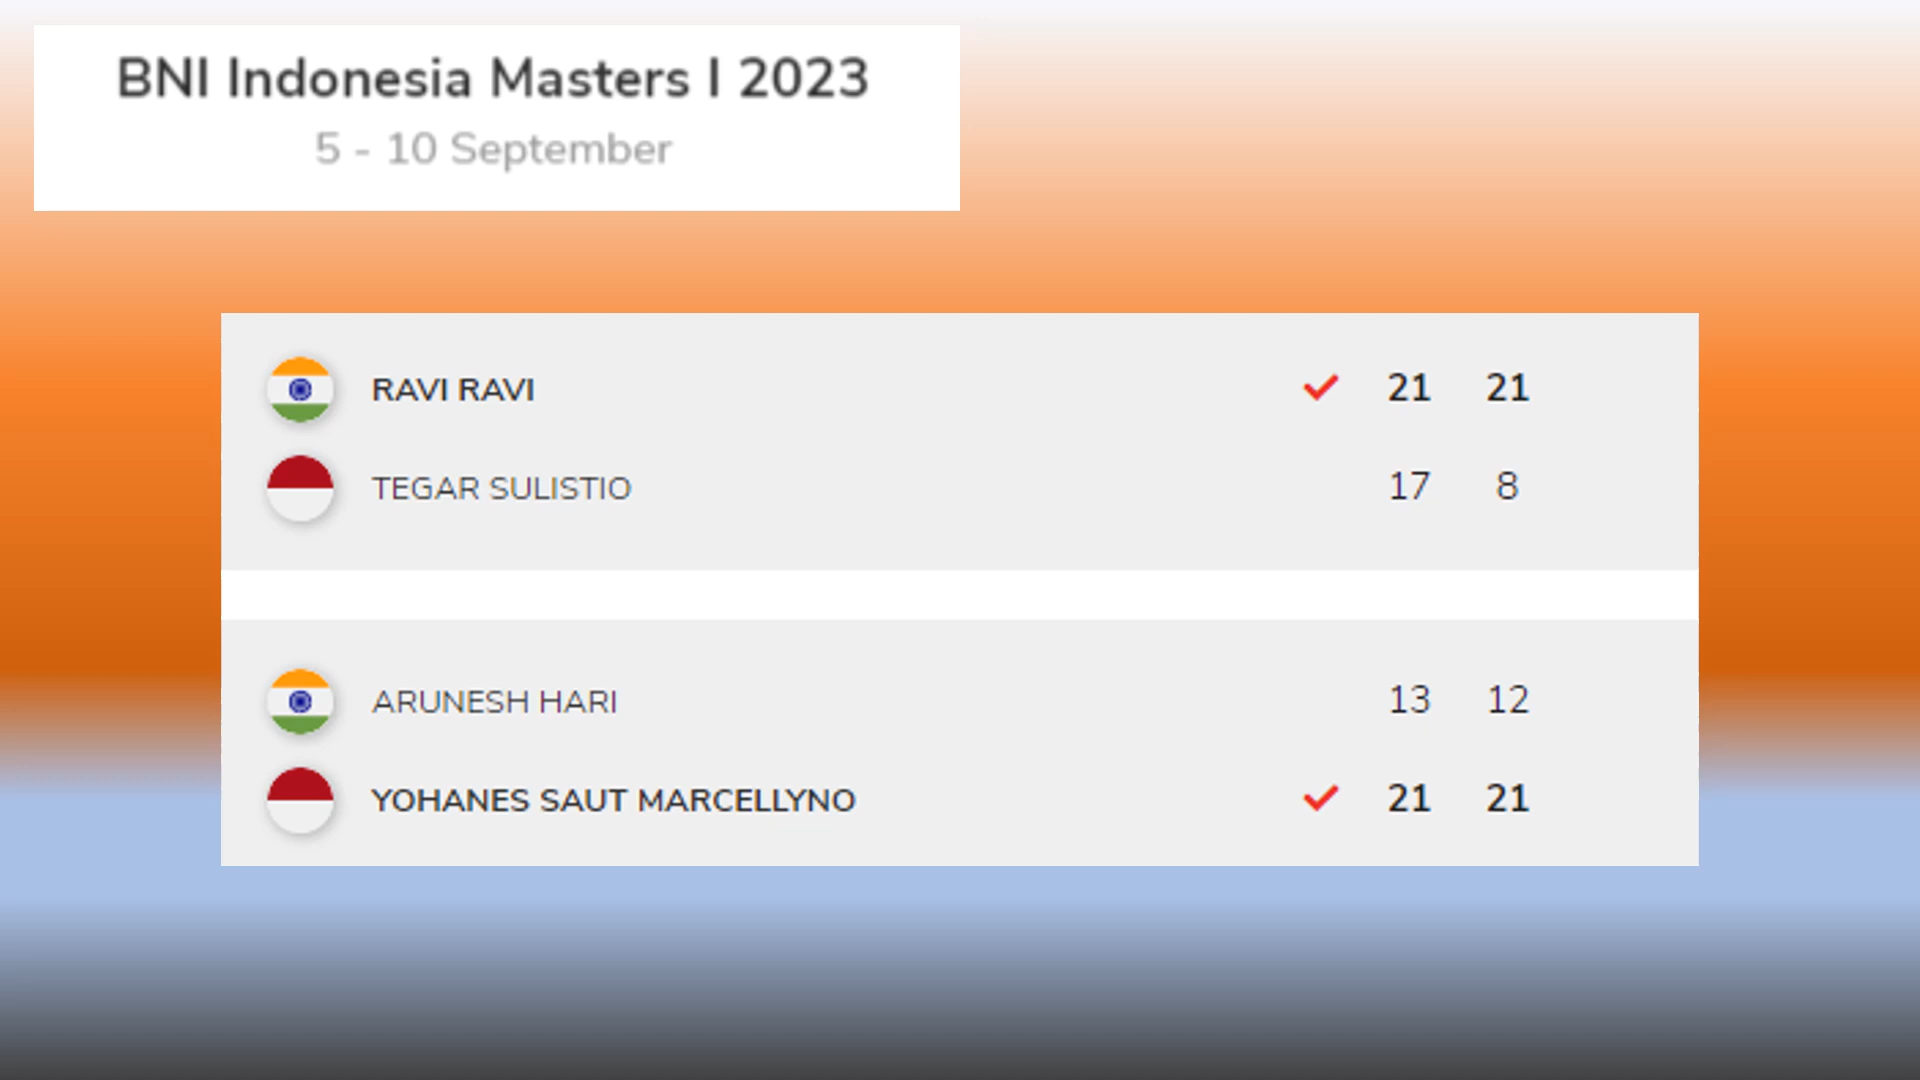 BNI Indonesia Masters I 2023
5 - 10 September
RAVI RAVI 21 21
TEGAR SULISTIO 17 8
ARUNESH HARI 13 12
YOHANES SAUT MARCELLYNO 21 21